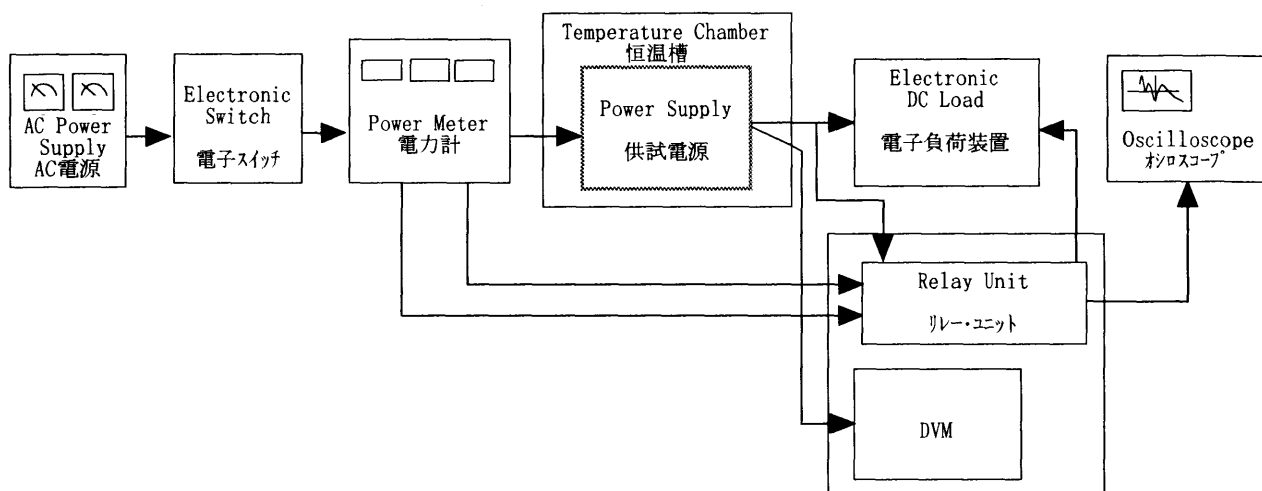 AC Power
Supply
AC電源
Electronic
Switch
電子スイッチ
Power Meter
電力計
Temperature Chamber
恒温槽
Power Supply
供試電源
Electronic
DC Load
電子負荷装置
Oscilloscope
オシロスコープ
Relay Unit
リレー・ユニット
DVM